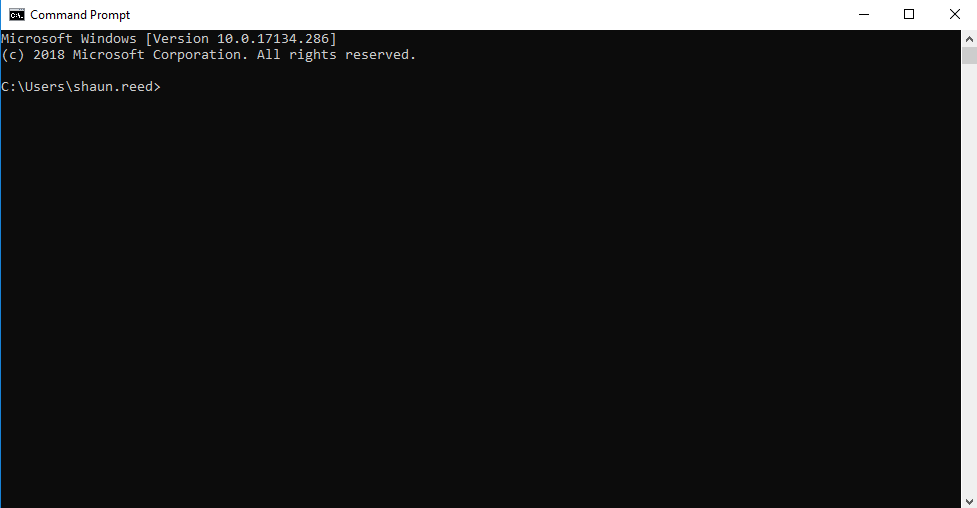 Command Prompt
Microsoft Windows [Version 10.0.17134.286]
(c) 2018 Microsoft Corporation. All rights reserved.
C:\Users\shaun.reed>